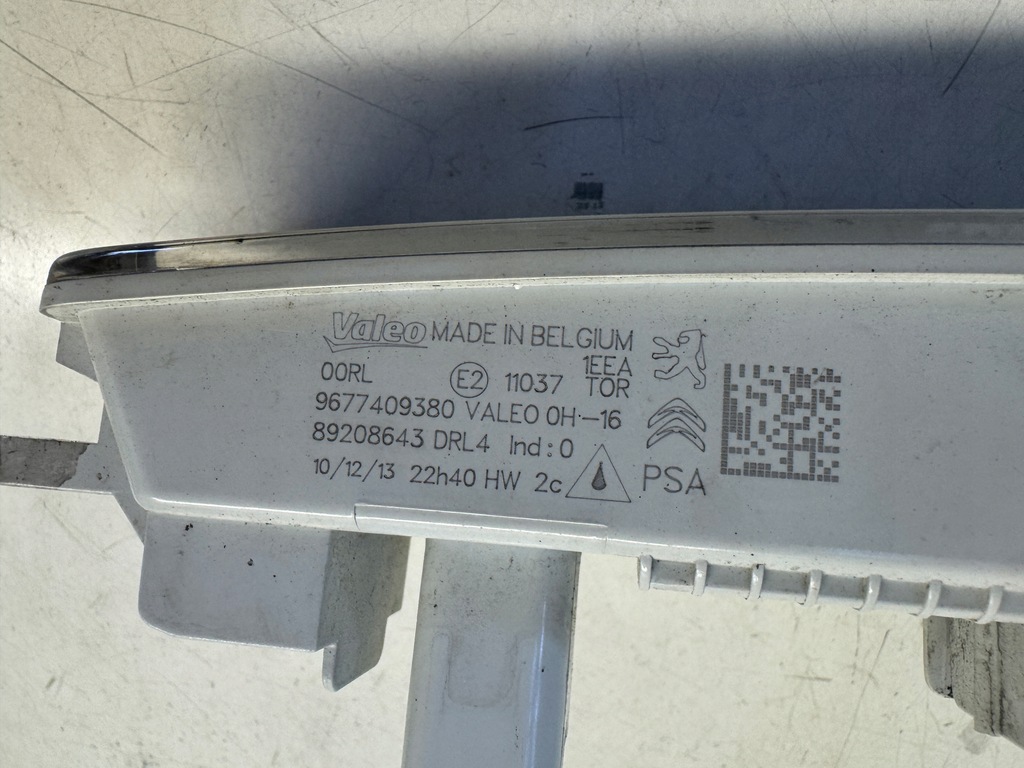 Valeo MADE IN BELGIUM
1EEA
00RL E2 11037 TOR
9677409380 VALEO 0H-16
89208643 DRL4 Ind:0
10/12/13 22h40 HW 2c PSA